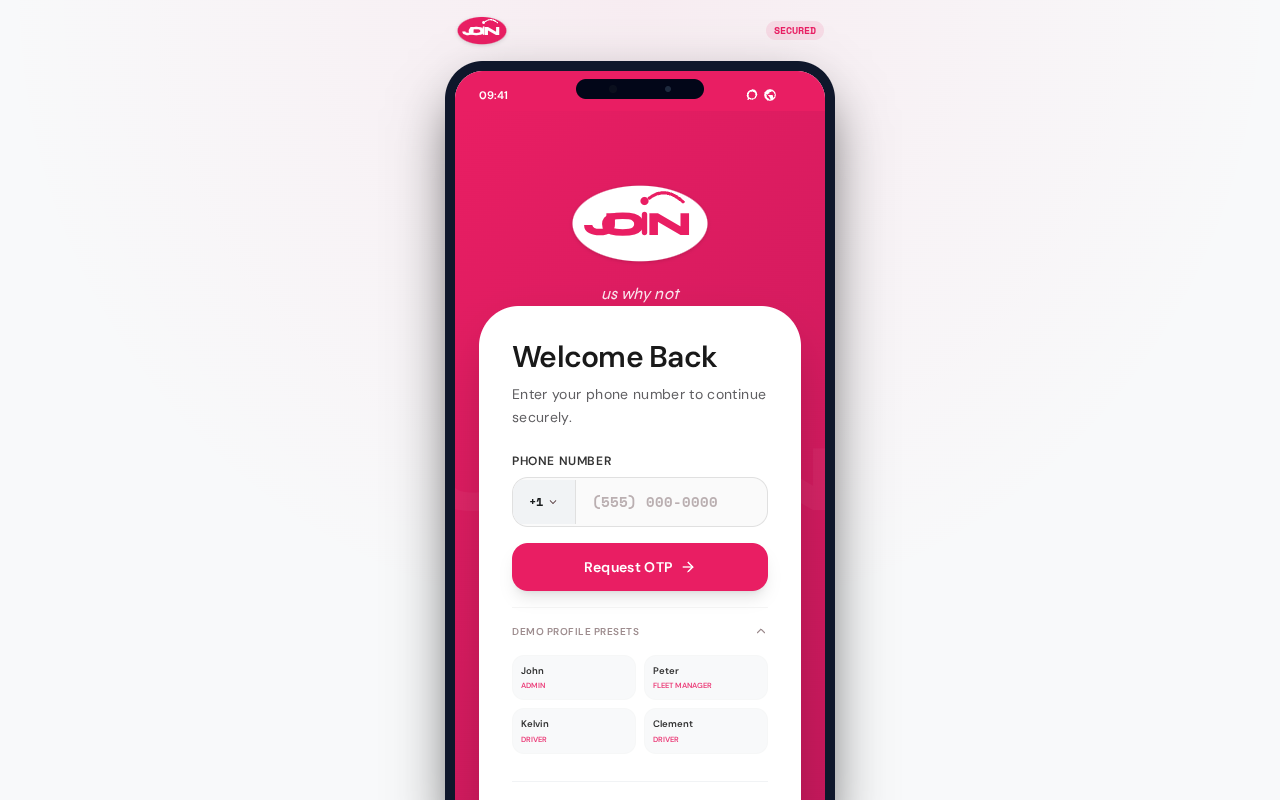 JOIN
SECURED
09:41
JOIN
us why not
Welcome Back
Enter your phone number to continue
securely.
PHONE NUMBER
+1
(555) 000-0000
Request OTP
DEMO PROFILE PRESETS
John
ADMIN
Peter
FLEET MANAGER
Kelvin
DRIVER
Clement
DRIVER